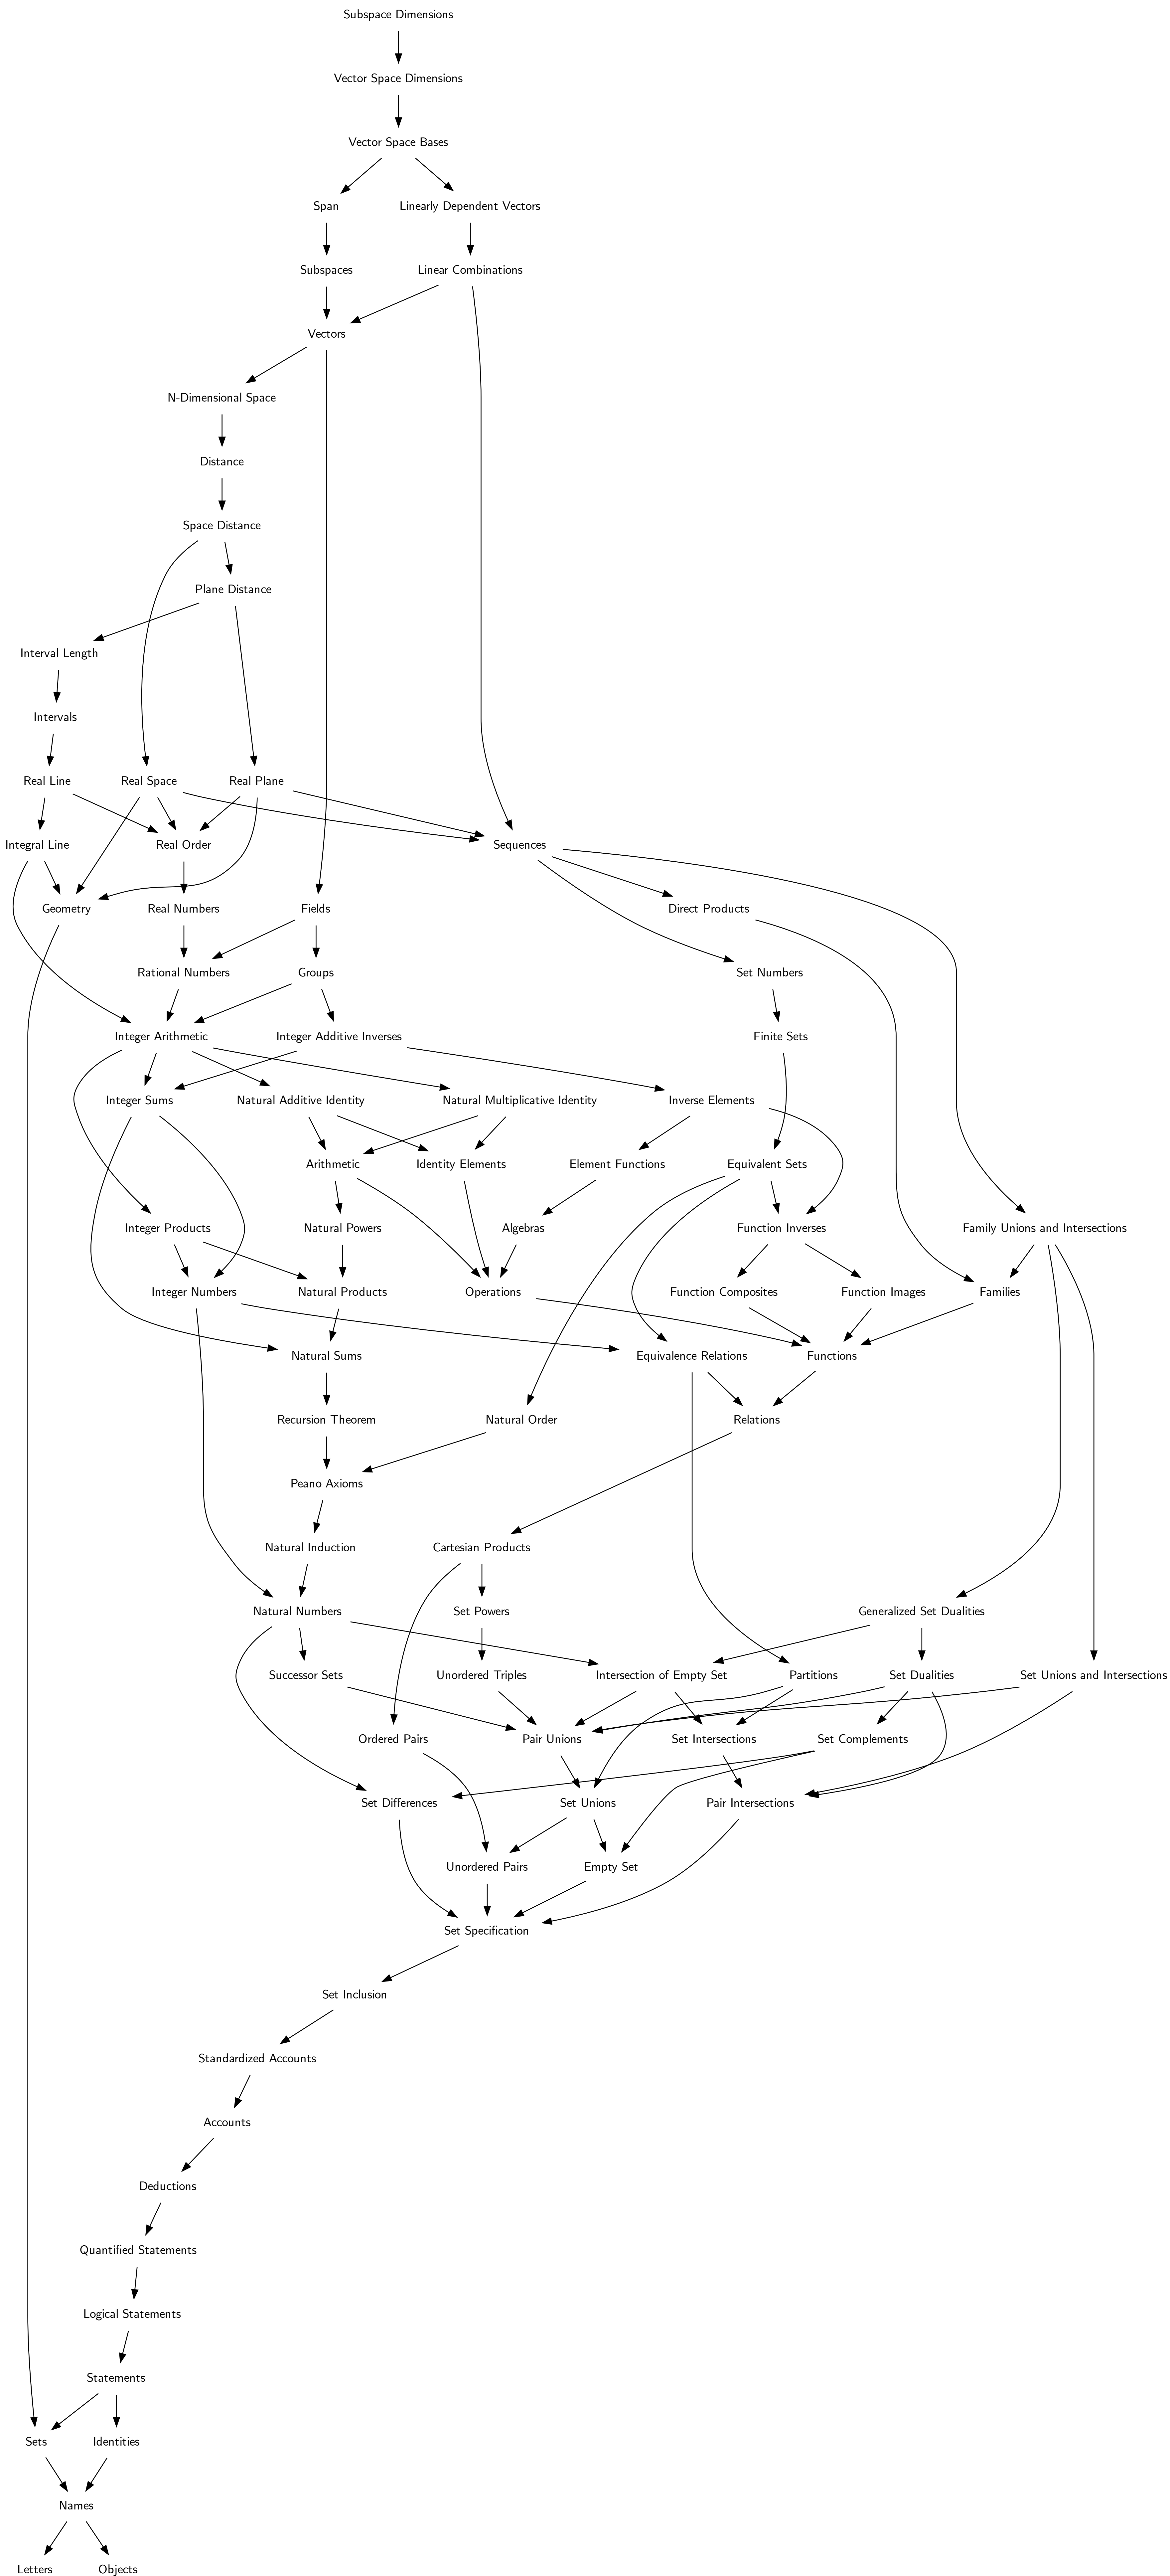 Subspace Dimensions
Vector Space Dimensions
Vector Space Bases
Span
Linearly Dependent Vectors
Subspaces
Linear Combinations
Vectors
N-Dimensional Space
Distance
Space Distance
Plane Distance
Interval Length
Intervals
Real Line
Real Space
Real Plane
Integral Line
Real Order
Sequences
Geometry
Real Numbers
Fields
Direct Products
Rational Numbers
Groups
Set Numbers
Integer Arithmetic
Integer Additive Inverses
Finite Sets
Integer Sums
Natural Additive Identity
Natural Multiplicative Identity
Inverse Elements
Arithmetic
Identity Elements
Element Functions
Equivalent Sets
Integer Products
Natural Powers
Algebras
Function Inverses
Family Unions and Intersections
Integer Numbers
Natural Products
Operations
Function Composites
Function Images
Families
Natural Sums
Equivalence Relations
Functions
Recursion Theorem
Natural Order
Relations
Peano Axioms
Natural Induction
Cartesian Products
Natural Numbers
Set Powers
Generalized Set Dualities
Successor Sets
Unordered Triples
Intersection of Empty Set
Partitions
Set Dualities
Set Unions and Intersections
Ordered Pairs
Pair Unions
Set Intersections
Set Complements
Set Differences
Set Unions
Pair Intersections
Unordered Pairs
Empty Set
Set Specification
Set Inclusion
Standardized Accounts
Accounts
Deductions
Quantified Statements
Logical Statements
Statements
Sets
Identities
Names
Letters
Objects